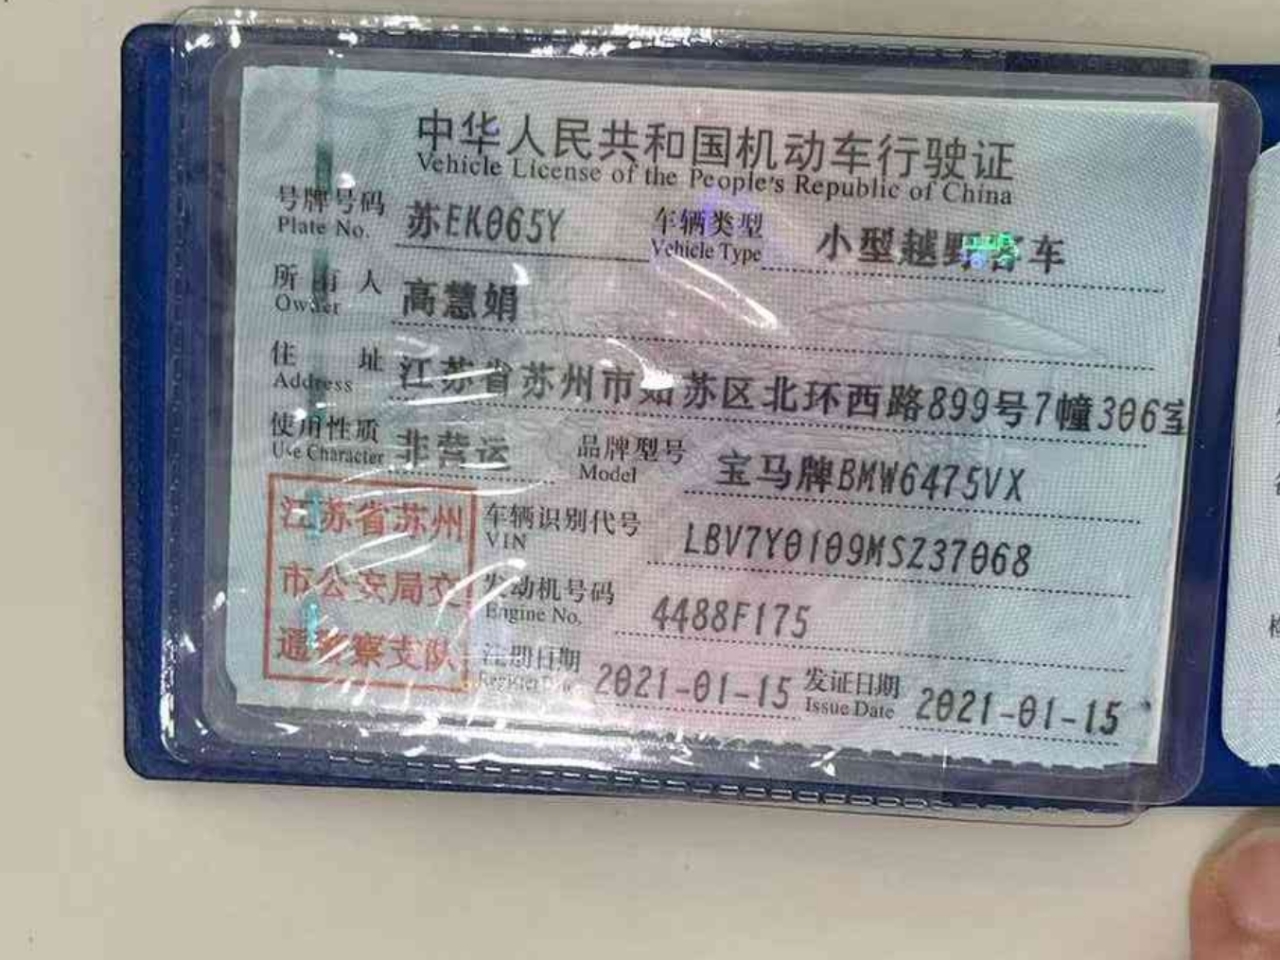 中华人民共和国机动车行驶证
Vehicle License of the People's Republic of China
号牌号码 苏EK065Y 车辆类型 小型越野客车
Plate No. Vehicle Type
所有人 高慧娟
Owner
住址 江苏省苏州市姑苏区北环西路899号7幢306室
Address
使用性质 非营运 品牌型号 宝马牌BMW6475VX
Use Character Model
江苏省苏州
市公安局交
通警察支队
车辆识别代号 LBV7Y0109MSZ37068
VIN
发动机号码 4488F175
Engine No.
注册日期 2021-01-15 发证日期 2021-01-15
Register Date Issue Date